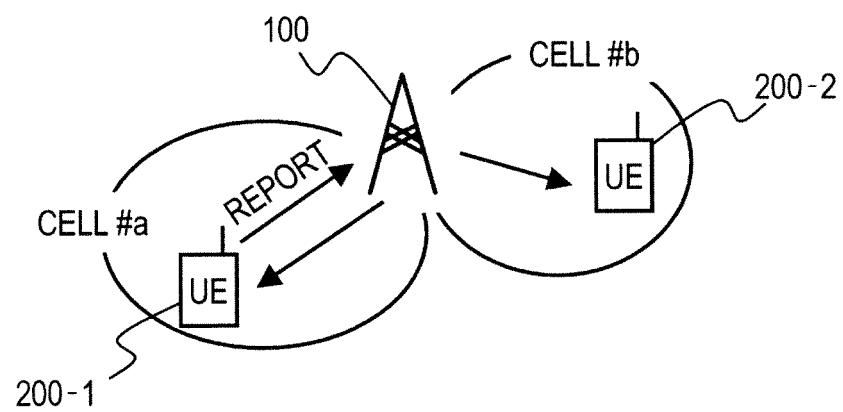 100
CELL #b
200-2
REPORT
UE
CELL #a
UE
200-1